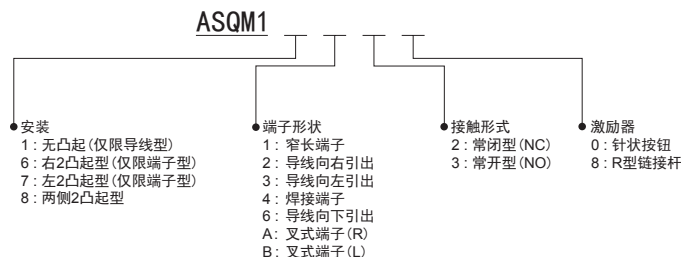 ASQM1
安装
1 : 无凸起(仅限导线型)
6 : 右2凸起型(仅限端子型)
7 : 左2凸起型(仅限端子型)
8 : 两侧2凸起型
端子形状
1 : 窄长端子
2 : 导线向右引出
3 : 导线向左引出
4 : 焊接端子
6 : 导线向下引出
A : 叉式端子(R)
B : 叉式端子(L)
接触形式
2 : 常闭型(NC)
3 : 常开型(NO)
激励器
0 : 针状按钮
8 : R型链接杆